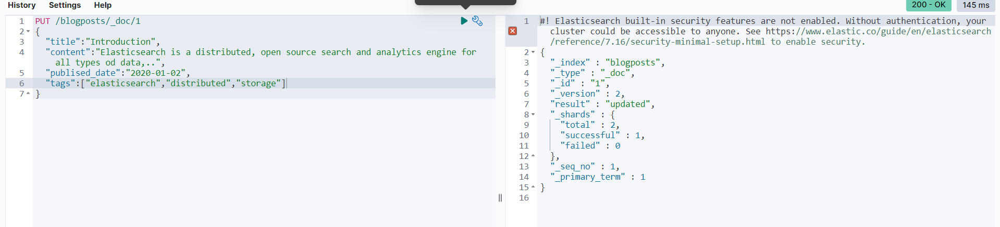 History Settings Help
200 - OK 145 ms
1 PUT /blogposts/_doc/1
2 {
3 "title":"Introduction",
4 "content":"Elasticsearch is a distributed, open source search and analytics engine for
all types od data,..",
5 "publised_date":"2020-01-02",
6 "tags":["elasticsearch","distributed","storage"]
7 }
1 #! Elasticsearch built-in security features are not enabled. Without authentication, your
cluster could be accessible to anyone. See https://www.elastic.co/guide/en/elasticsearch
/reference/7.16/security-minimal-setup.html to enable security.
2 {
3 "_index" : "blogposts",
4 "_type" : "_doc",
5 "_id" : "1",
6 "_version" : 2,
7 "result" : "updated",
8 "_shards" : {
9 "total" : 2,
10 "successful" : 1,
11 "failed" : 0
12 },
13 "_seq_no" : 1,
14 "_primary_term" : 1
15 }
16